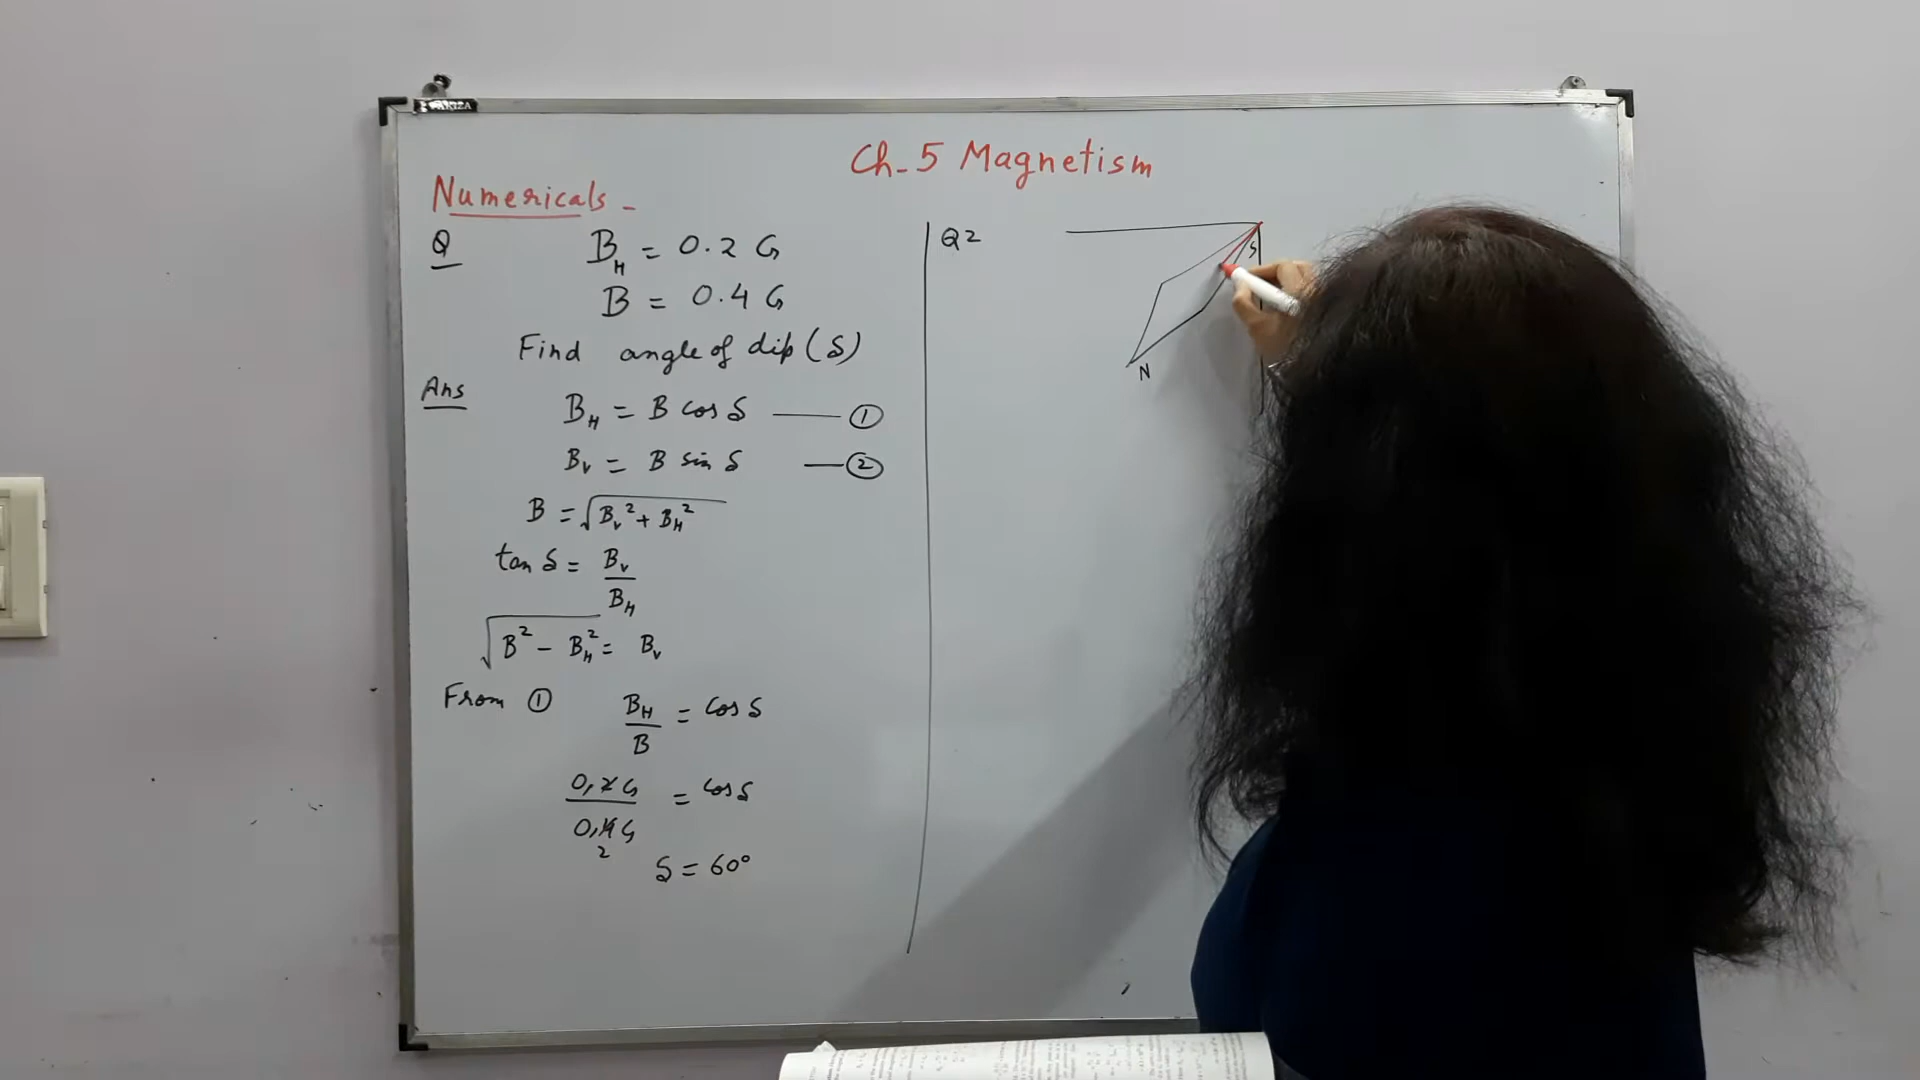 Ch-5 Magnetism
Numericals -
Q
B_H = 0.2 G
B = 0.4 G
Find angle of dip (δ)
Ans
B_H = B cos δ —— ①
B_V = B sin δ —— ②
B = √(B_V² + B_H²)
tan δ = B_V / B_H
√(B² - B_H²) = B_V
From ① B_H / B = cos δ
0.2 G / 0.4 G = cos δ
2
δ = 60°
Q2
S
N